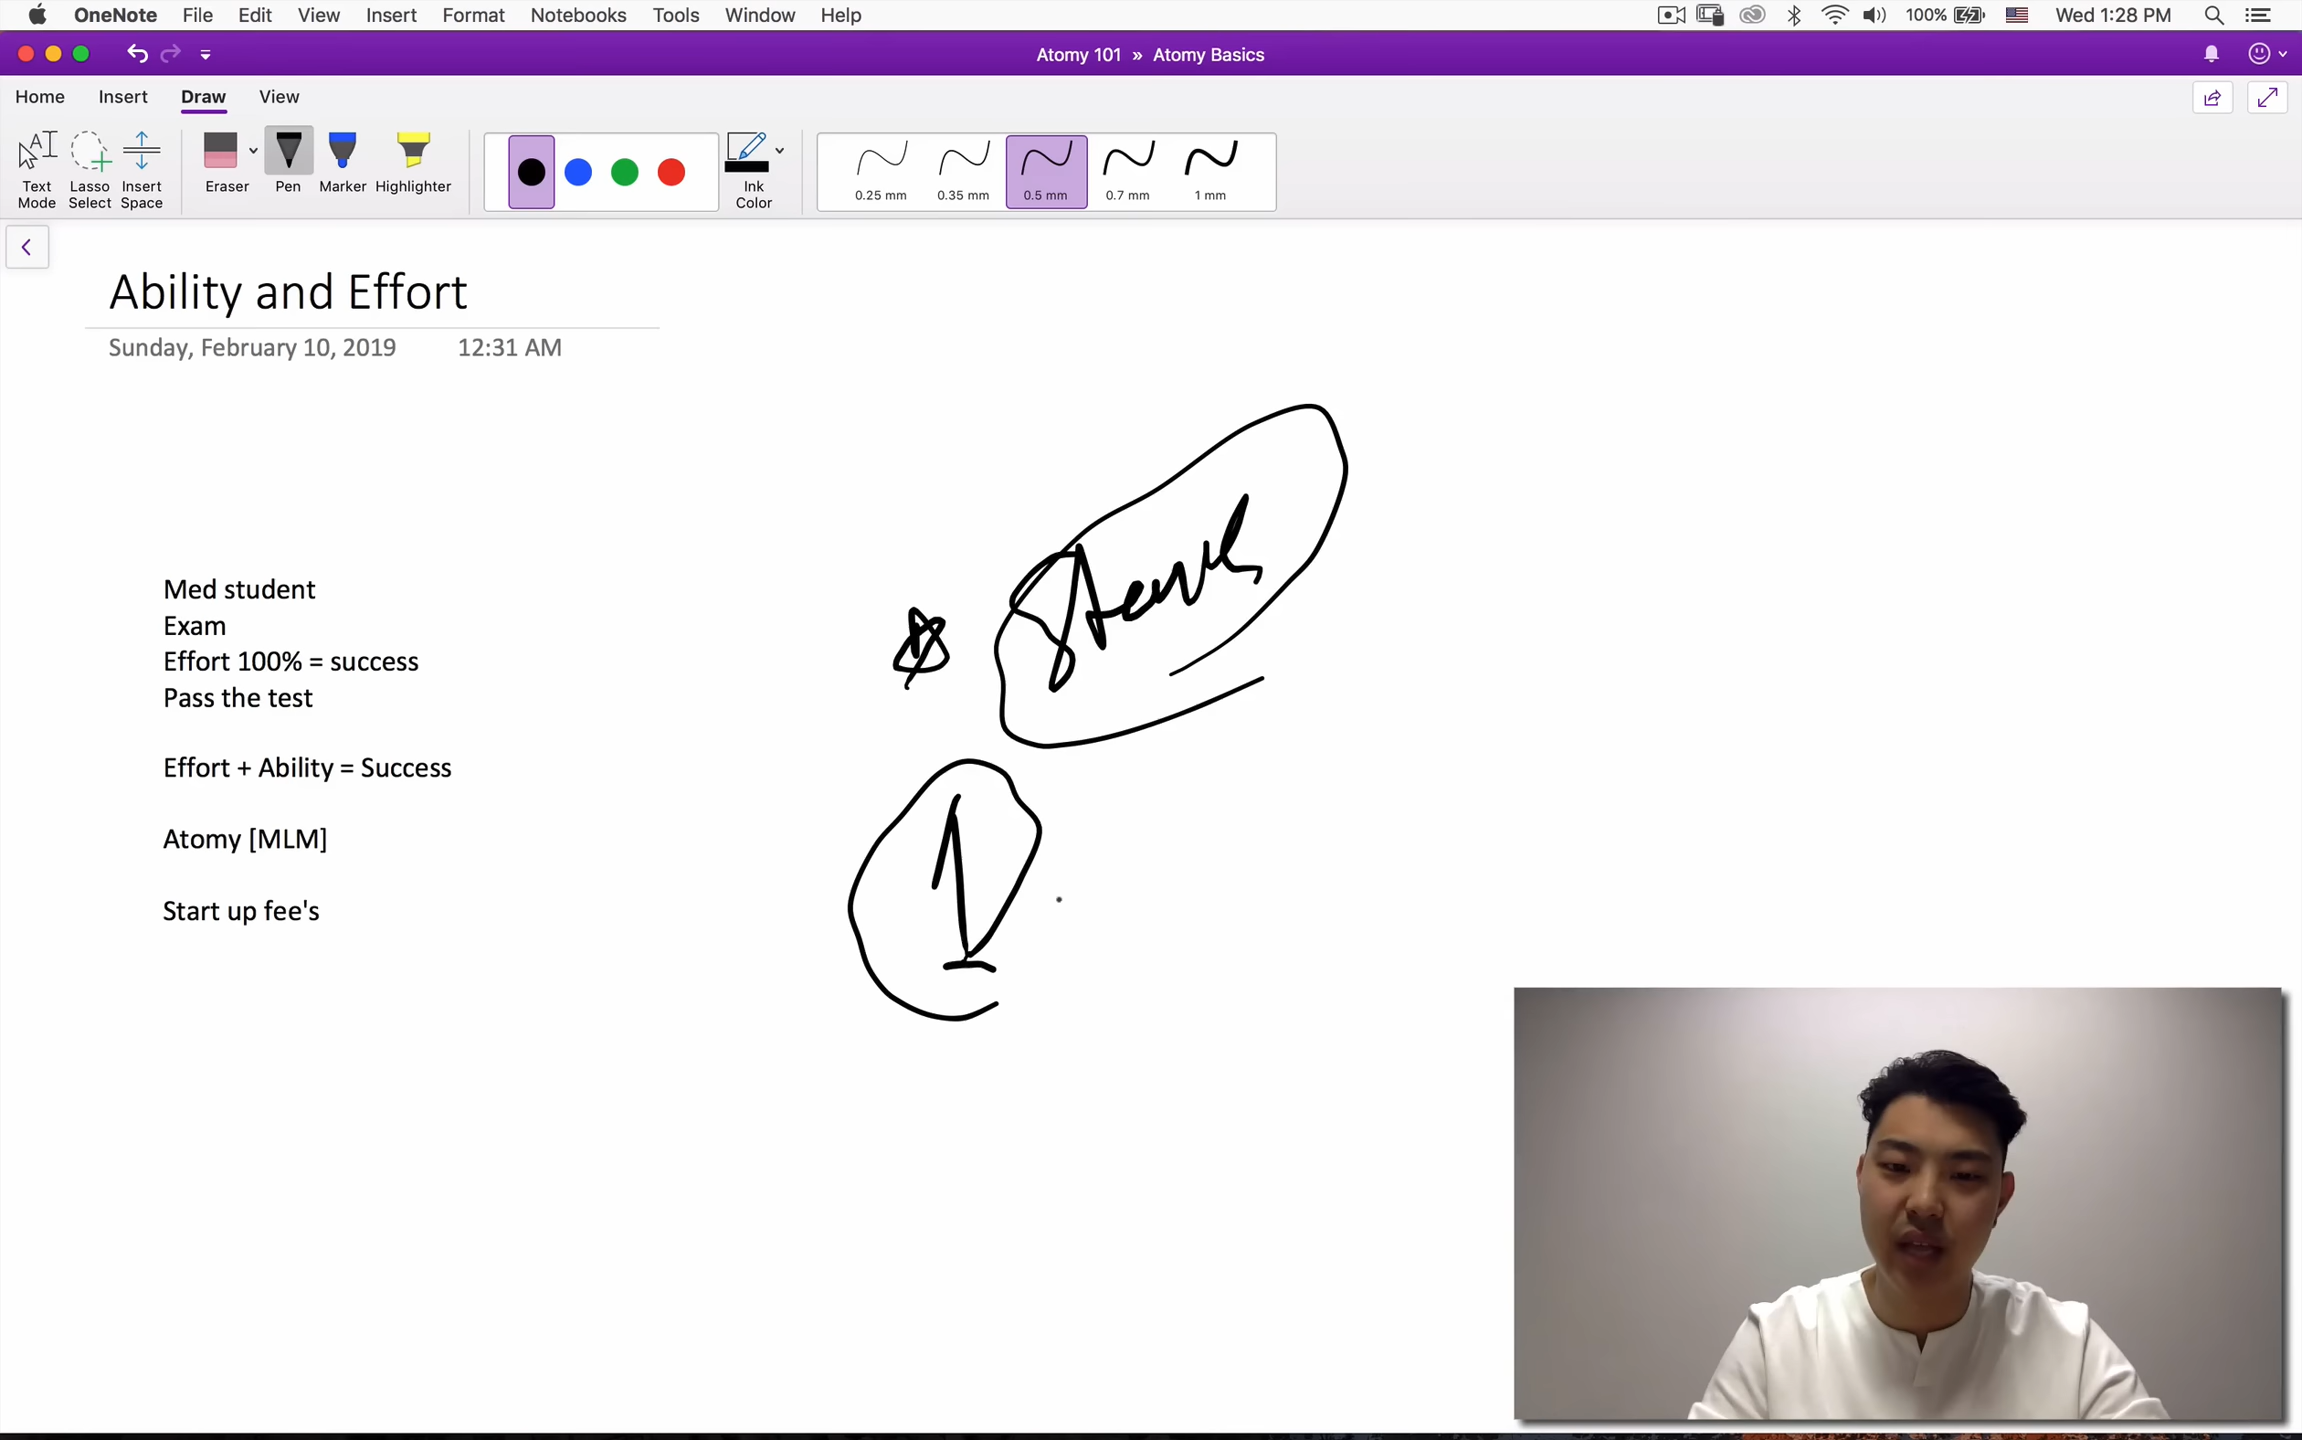 OneNote File Edit View Insert Format Notebooks Tools Window Help 100% Wed 1:28 PM
Atomy 101 » Atomy Basics
Home Insert Draw View
Text Mode Lasso Select Insert Space Eraser Pen Marker Highlighter Ink Color 0.25 mm 0.35 mm 0.5 mm 0.7 mm 1 mm
Ability and Effort
Sunday, February 10, 2019 12:31 AM
Med student
Exam
Effort 100% = success
Pass the test
Effort + Ability = Success
Atomy [MLM]
Start up fee's
1